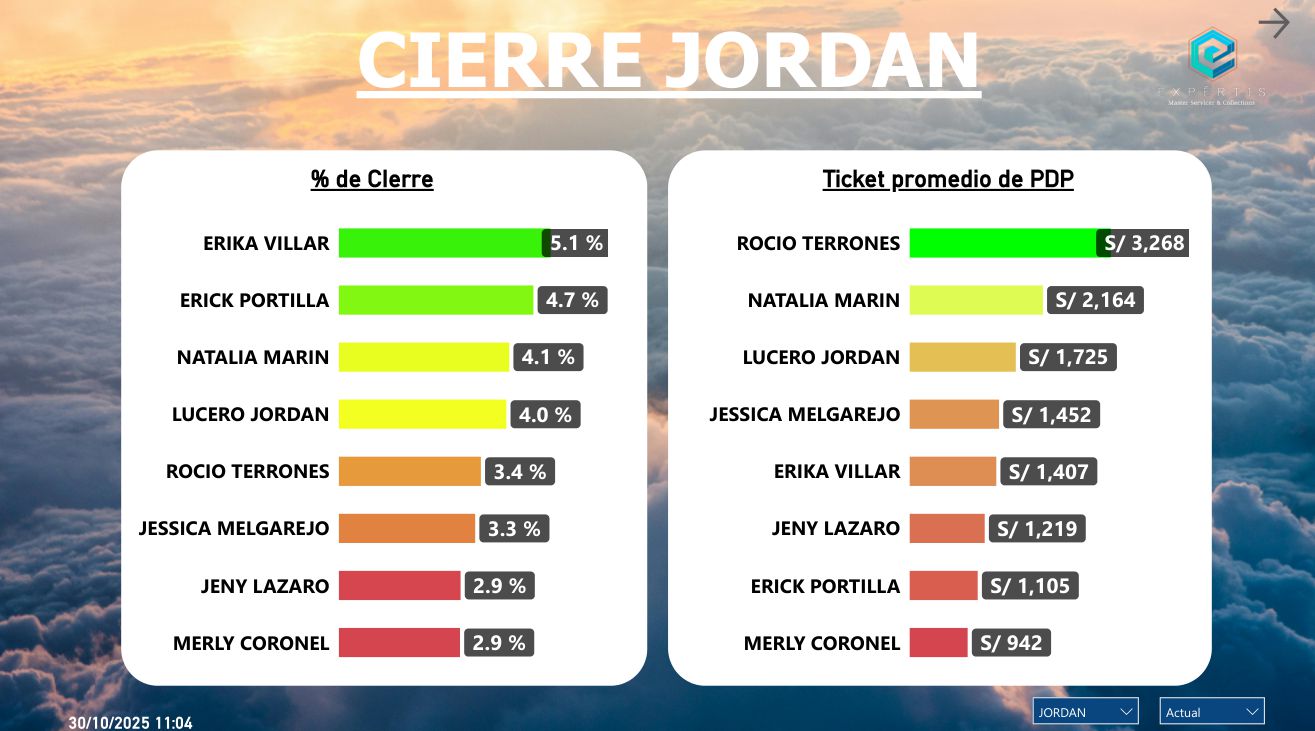 CIERRE JORDAN
EXPERTIS
Master Servicer & Collections
% de Cierre
ERIKA VILLAR 5.1 %
ERICK PORTILLA 4.7 %
NATALIA MARIN 4.1 %
LUCERO JORDAN 4.0 %
ROCIO TERRONES 3.4 %
JESSICA MELGAREJO 3.3 %
JENY LAZARO 2.9 %
MERLY CORONEL 2.9 %
Ticket promedio de PDP
ROCIO TERRONES S/ 3,268
NATALIA MARIN S/ 2,164
LUCERO JORDAN S/ 1,725
JESSICA MELGAREJO S/ 1,452
ERIKA VILLAR S/ 1,407
JENY LAZARO S/ 1,219
ERICK PORTILLA S/ 1,105
MERLY CORONEL S/ 942
30/10/2025 11:04
JORDAN
Actual